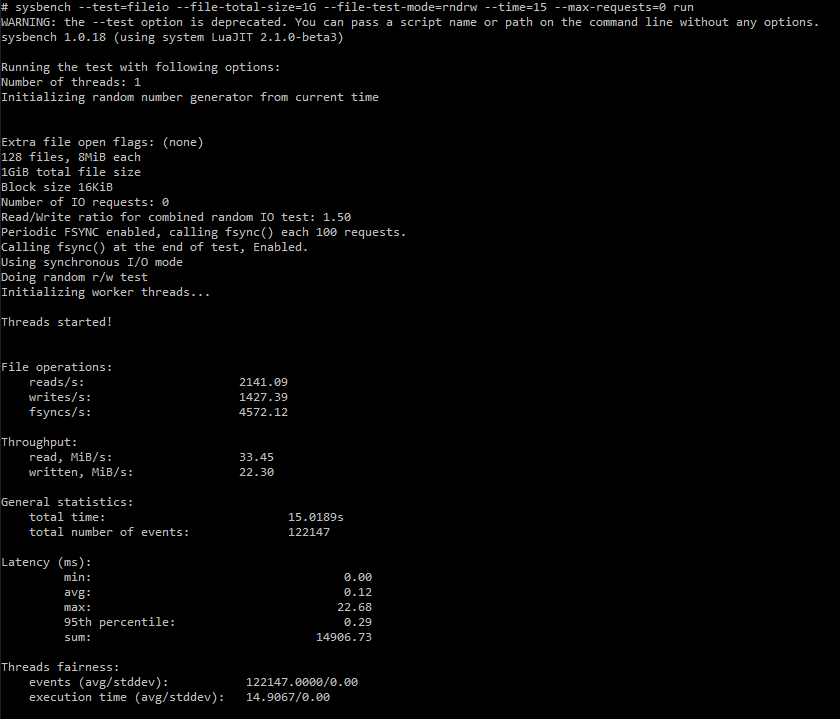 # sysbench --test=fileio --file-total-size=1G --file-test-mode=rndrw --time=15 --max-requests=0 run
WARNING: the --test option is deprecated. You can pass a script name or path on the command line without any options.
sysbench 1.0.18 (using system LuaJIT 2.1.0-beta3)

Running the test with following options:
Number of threads: 1
Initializing random number generator from current time


Extra file open flags: (none)
128 files, 8MiB each
1GiB total file size
Block size 16KiB
Number of IO requests: 0
Read/Write ratio for combined random IO test: 1.50
Periodic FSYNC enabled, calling fsync() each 100 requests.
Calling fsync() at the end of test, Enabled.
Using synchronous I/O mode
Doing random r/w test
Initializing worker threads...

Threads started!


File operations:
    reads/s:                      2141.09
    writes/s:                     1427.39
    fsyncs/s:                     4572.12

Throughput:
    read, MiB/s:                  33.45
    written, MiB/s:               22.30

General statistics:
    total time:                          15.0189s
    total number of events:              122147

Latency (ms):
         min:                                    0.00
         avg:                                    0.12
         max:                                   22.68
         95th percentile:                        0.29
         sum:                                14906.73

Threads fairness:
    events (avg/stddev):           122147.0000/0.00
    execution time (avg/stddev):   14.9067/0.00